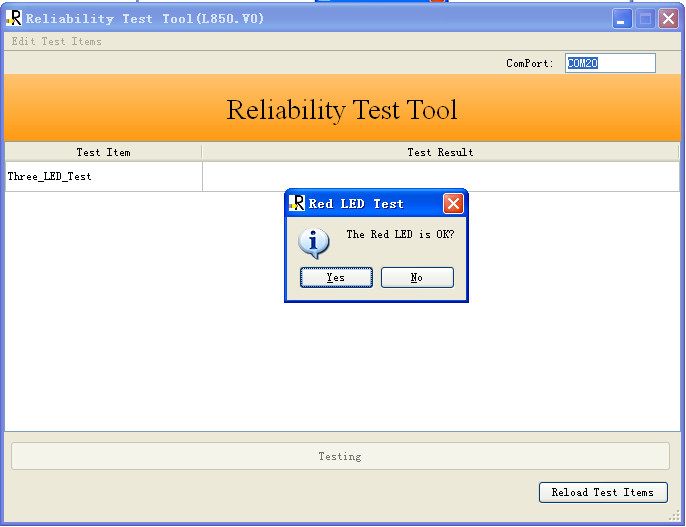 Reliability Test Tool(L850.V0)
Edit Test Items
ComPort: COM20
Reliability Test Tool
Test Item Test Result
Three_LED_Test
Red LED Test
The Red LED is OK?
Yes No
Testing
Reload Test Items